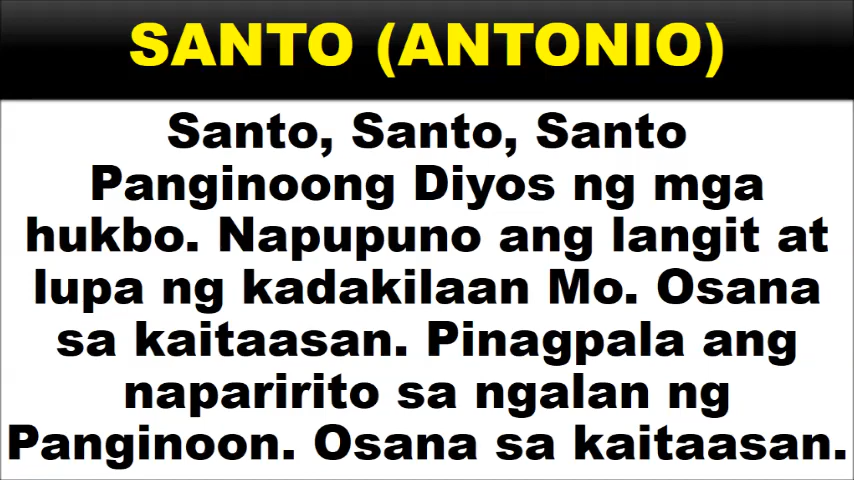 SANTO (ANTONIO)
Santo, Santo, Santo
Panginoong Diyos ng mga
hukbo. Napupuno ang langit at
lupa ng kadakilaan Mo. Osana
sa kaitaasan. Pinagpala ang
naparirito sa ngalan ng
Panginoon. Osana sa kaitaasan.